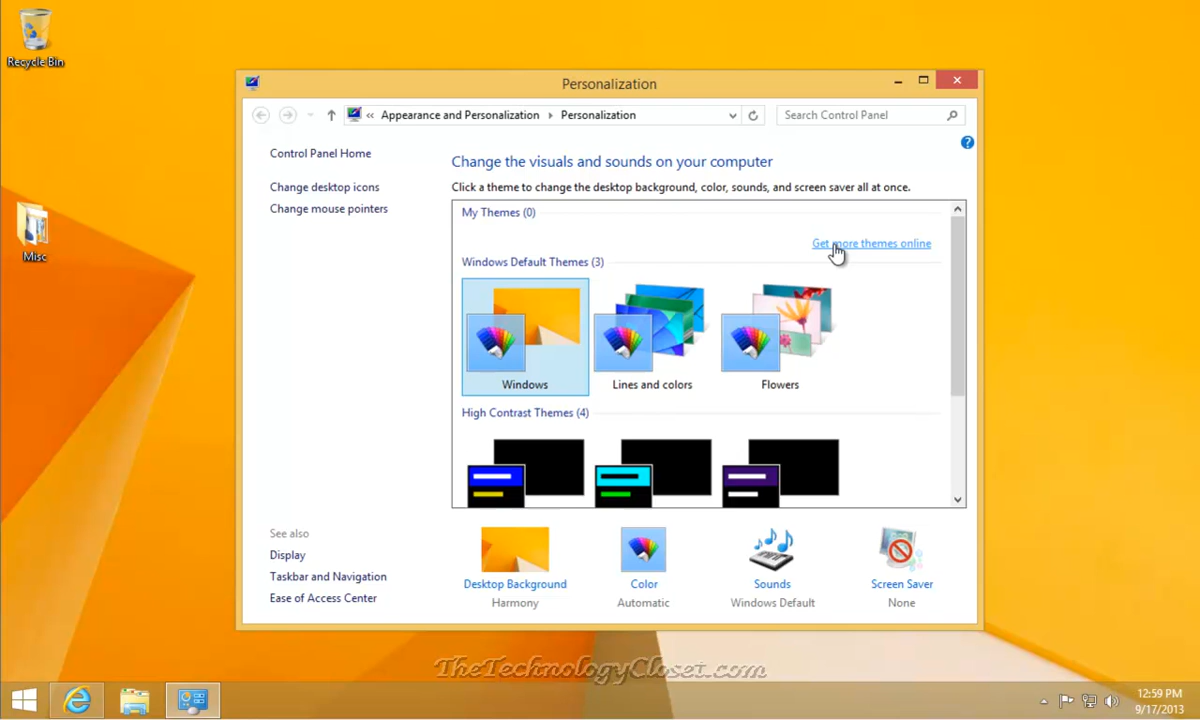 Recycle Bin
Misc
Personalization
« Appearance and Personalization Personalization
Search Control Panel
Control Panel Home
Change desktop icons
Change mouse pointers
Change the visuals and sounds on your computer
Click a theme to change the desktop background, color, sounds, and screen saver all at once.
My Themes (0)
Get more themes online
Windows Default Themes (3)
Windows
Lines and colors
Flowers
High Contrast Themes (4)
See also
Display
Taskbar and Navigation
Ease of Access Center
Desktop Background
Harmony
Color
Automatic
Sounds
Windows Default
Screen Saver
None
TheTechnologyCloset.com
12:59 PM
9/17/2013